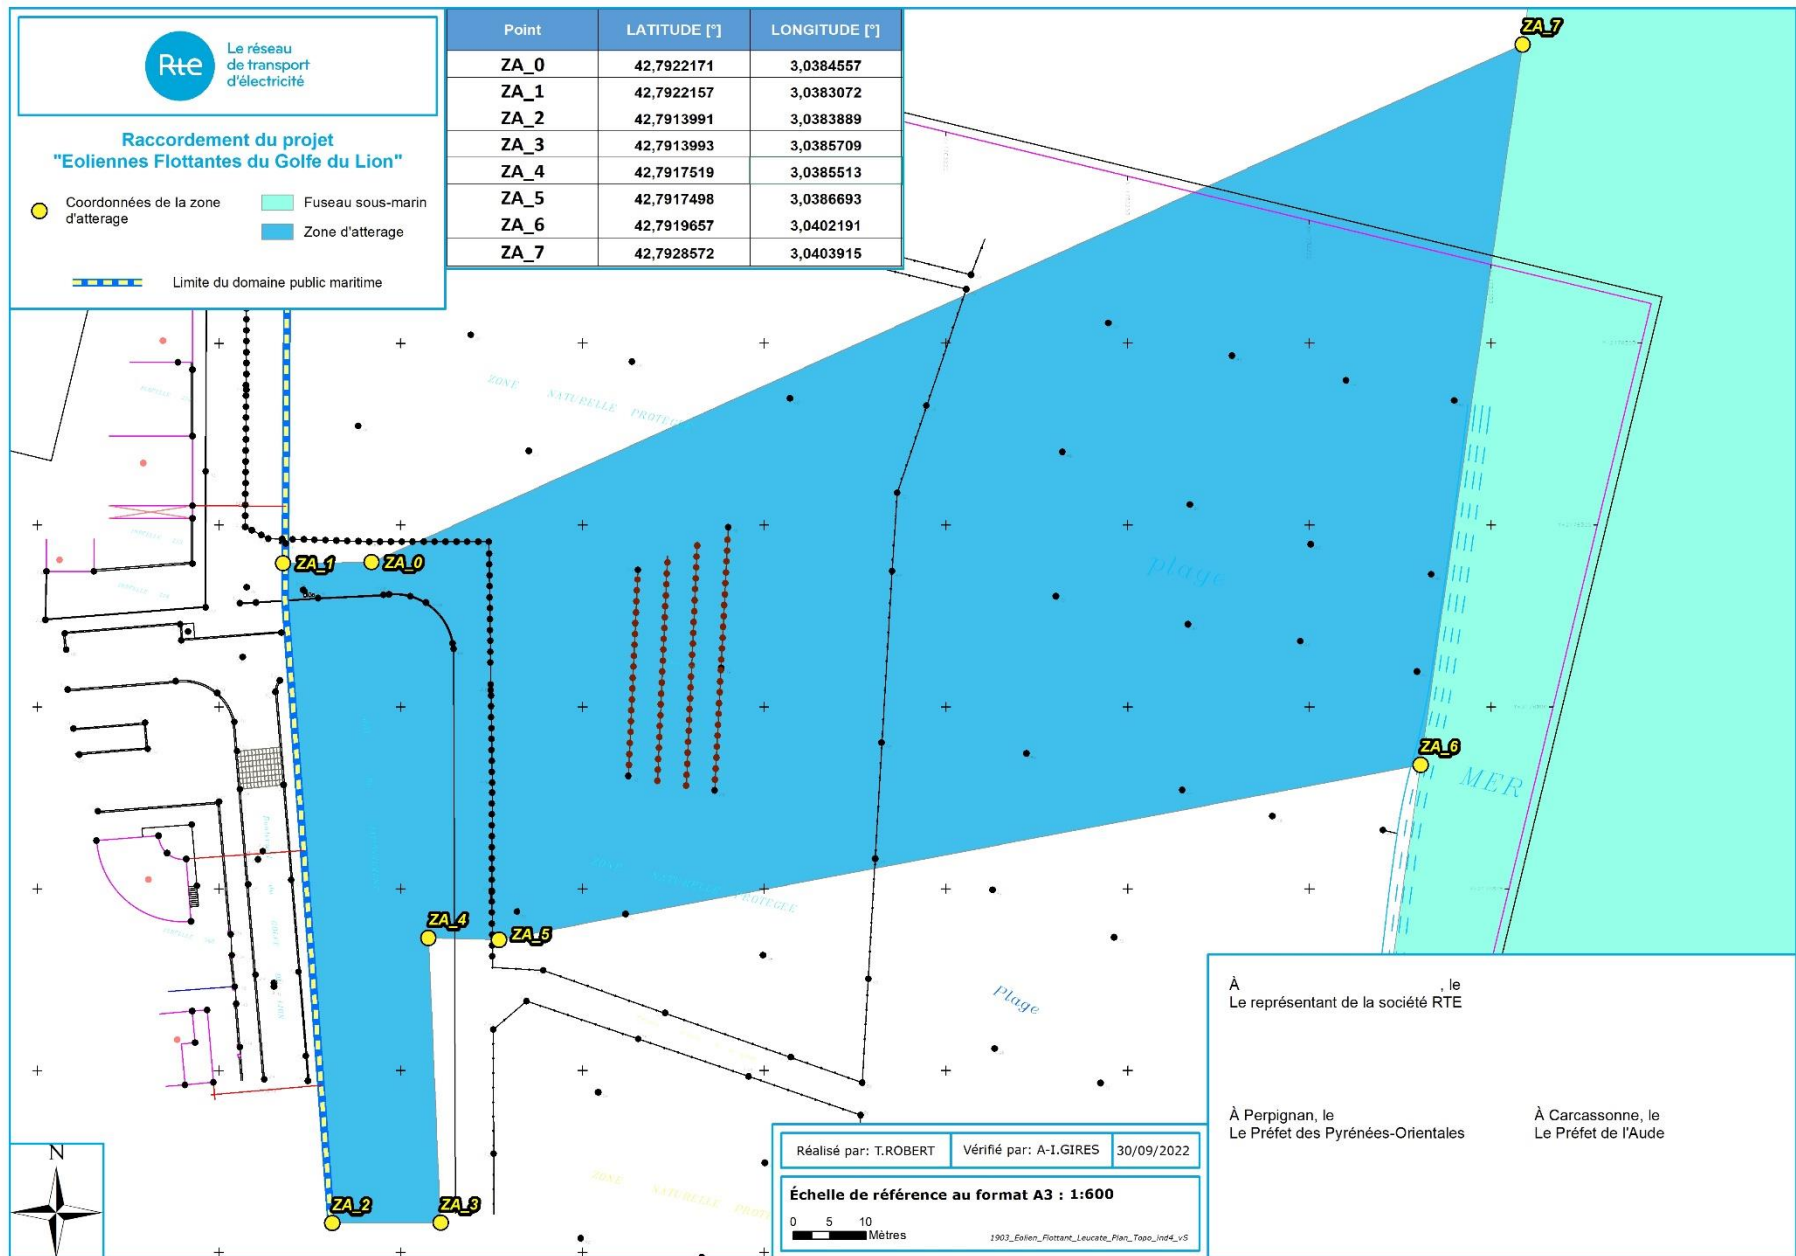 Rte
Le réseau
de transport
d'électricité
Raccordement du projet
"Eoliennes Flottantes du Golfe du Lion"
Coordonnées de la zone
d'atterage
Fuseau sous-marin
Zone d'atterage
Limite du domaine public maritime
Point LATITUDE [°] LONGITUDE [°]
ZA_0 42,7922171 3,0384557
ZA_1 42,7922157 3,0383072
ZA_2 42,7913991 3,0383889
ZA_3 42,7913993 3,0385709
ZA_4 42,7917519 3,0385513
ZA_5 42,7917498 3,0386693
ZA_6 42,7919657 3,0402191
ZA_7 42,7928572 3,0403915
ZA_7
ZONE NATURELLE PROTEGEE
ZA_1
ZA_0
plage
ZA_6
MER
ZONE NATURELLE PROTEGEE
ZA_4
ZA_5
Plage
ZA_2
ZA_3
ZONE NATURELLE
N
Réalisé par: T.ROBERT Vérifié par: A-I.GIRES 30/09/2022
Échelle de référence au format A3 : 1:600
0 5 10
Mètres
1903_Eolien_Flottant_Leucate_Plan_Topo_Ind4_vS
À , le
Le représentant de la société RTE
À Perpignan, le
Le Préfet des Pyrénées-Orientales
À Carcassonne, le
Le Préfet de l'Aude